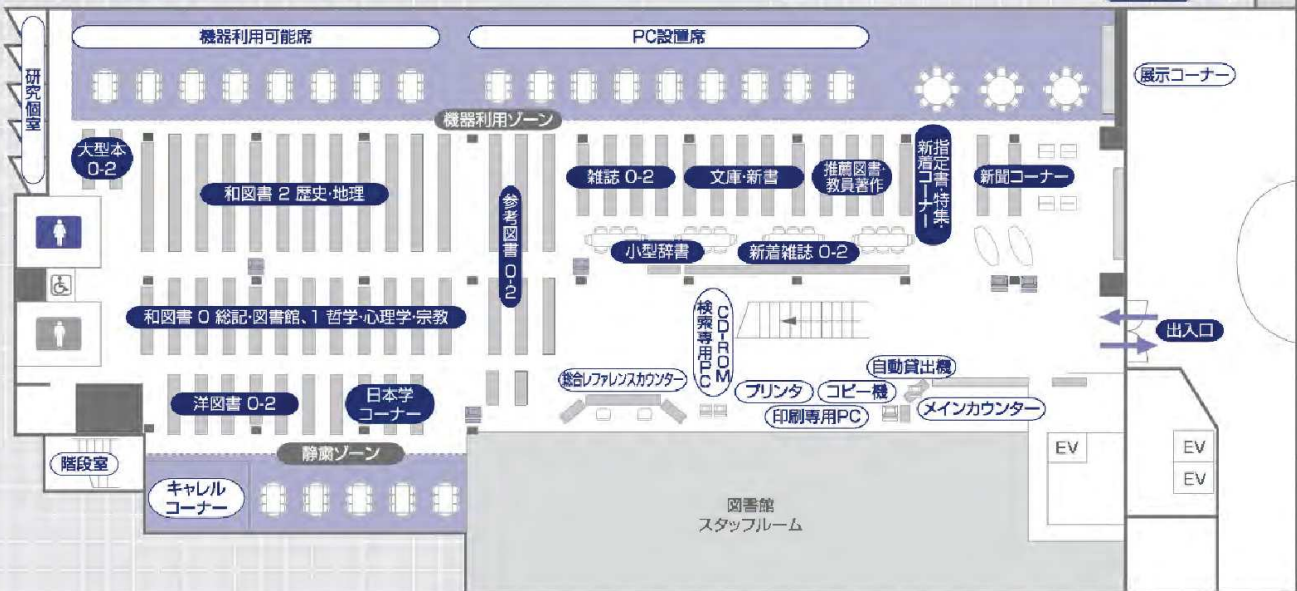 機器利用可能席
PC設置席
研究個室
展示コーナー
機器利用ゾーン
大型本
0-2
和図書 2 歴史・地理
参考図書 0-2
雑誌 0-2
文庫・新書
推薦図書・
教員著作
指定書・特集・
新着コーナー
新聞コーナー
小型辞書
新着雑誌 0-2
和図書 0 総記・図書館、1 哲学・心理学・宗教
CD-ROM
検索専用PC
出入口
総合レファレンスカウンター
自動貸出機
プリンタ
コピー機
メインカウンター
印刷専用PC
洋図書 0-2
日本学
コーナー
静粛ゾーン
階段室
キャレル
コーナー
EV
EV
EV
図書館
スタッフルーム